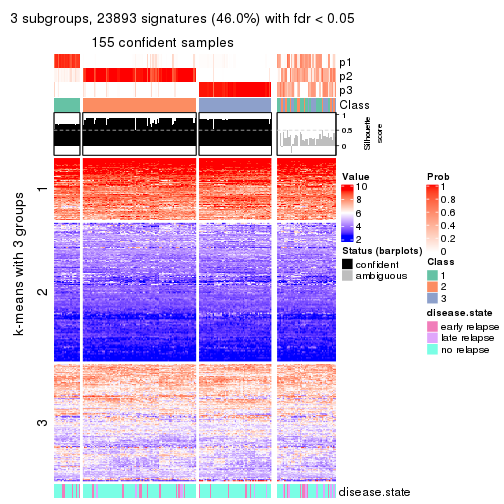 3 subgroups, 23893 signatures (46.0%) with fdr < 0.05
155 confident samples
p1
p2
p3
Class
1
0.5
0
Silhouette
score
k-means with 3 groups
1
2
3
disease.state
Value
10
8
6
4
2
Status (barplots)
confident
ambiguous
Prob
1
0.8
0.6
0.4
0.2
0
Class
1
2
3
disease.state
early relapse
late relapse
no relapse